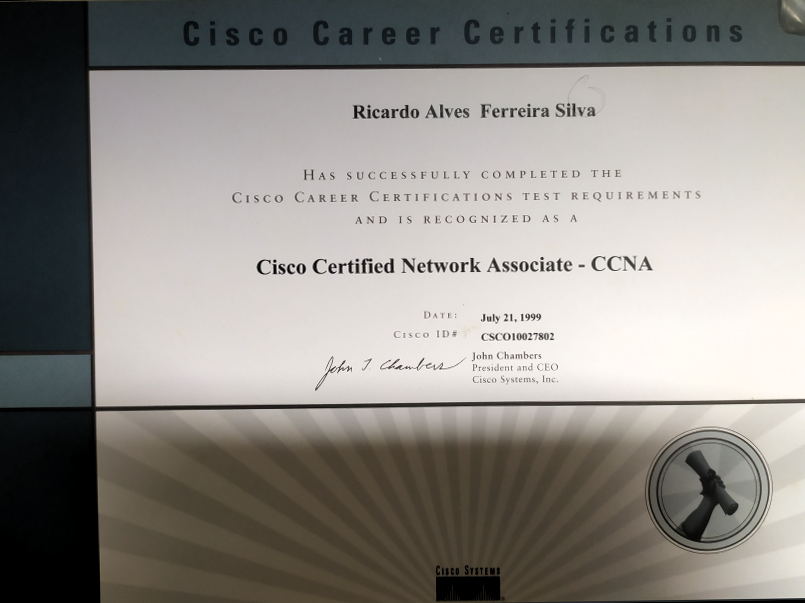 Cisco Career Certifications
Ricardo Alves Ferreira Silva
HAS SUCCESSFULLY COMPLETED THE
CISCO CAREER CERTIFICATIONS TEST REQUIREMENTS
AND IS RECOGNIZED AS A
Cisco Certified Network Associate - CCNA
DATE: July 21, 1999
CISCO ID# CSCO10027802
John T. Chambers
John Chambers
President and CEO
Cisco Systems, Inc.
CISCO SYSTEMS